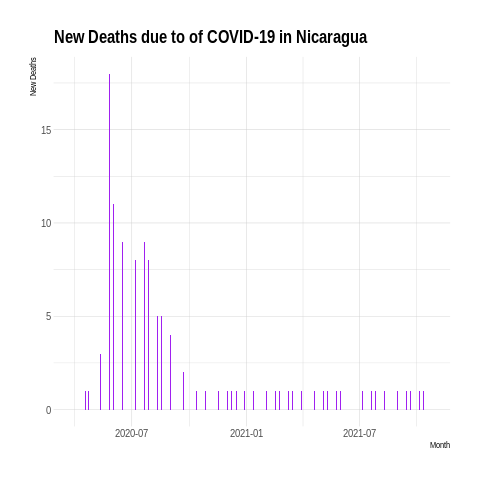 New Deaths due to of COVID-19 in Nicaragua
New Deaths
15
10
5
0
2020-07
2021-01
2021-07
Month